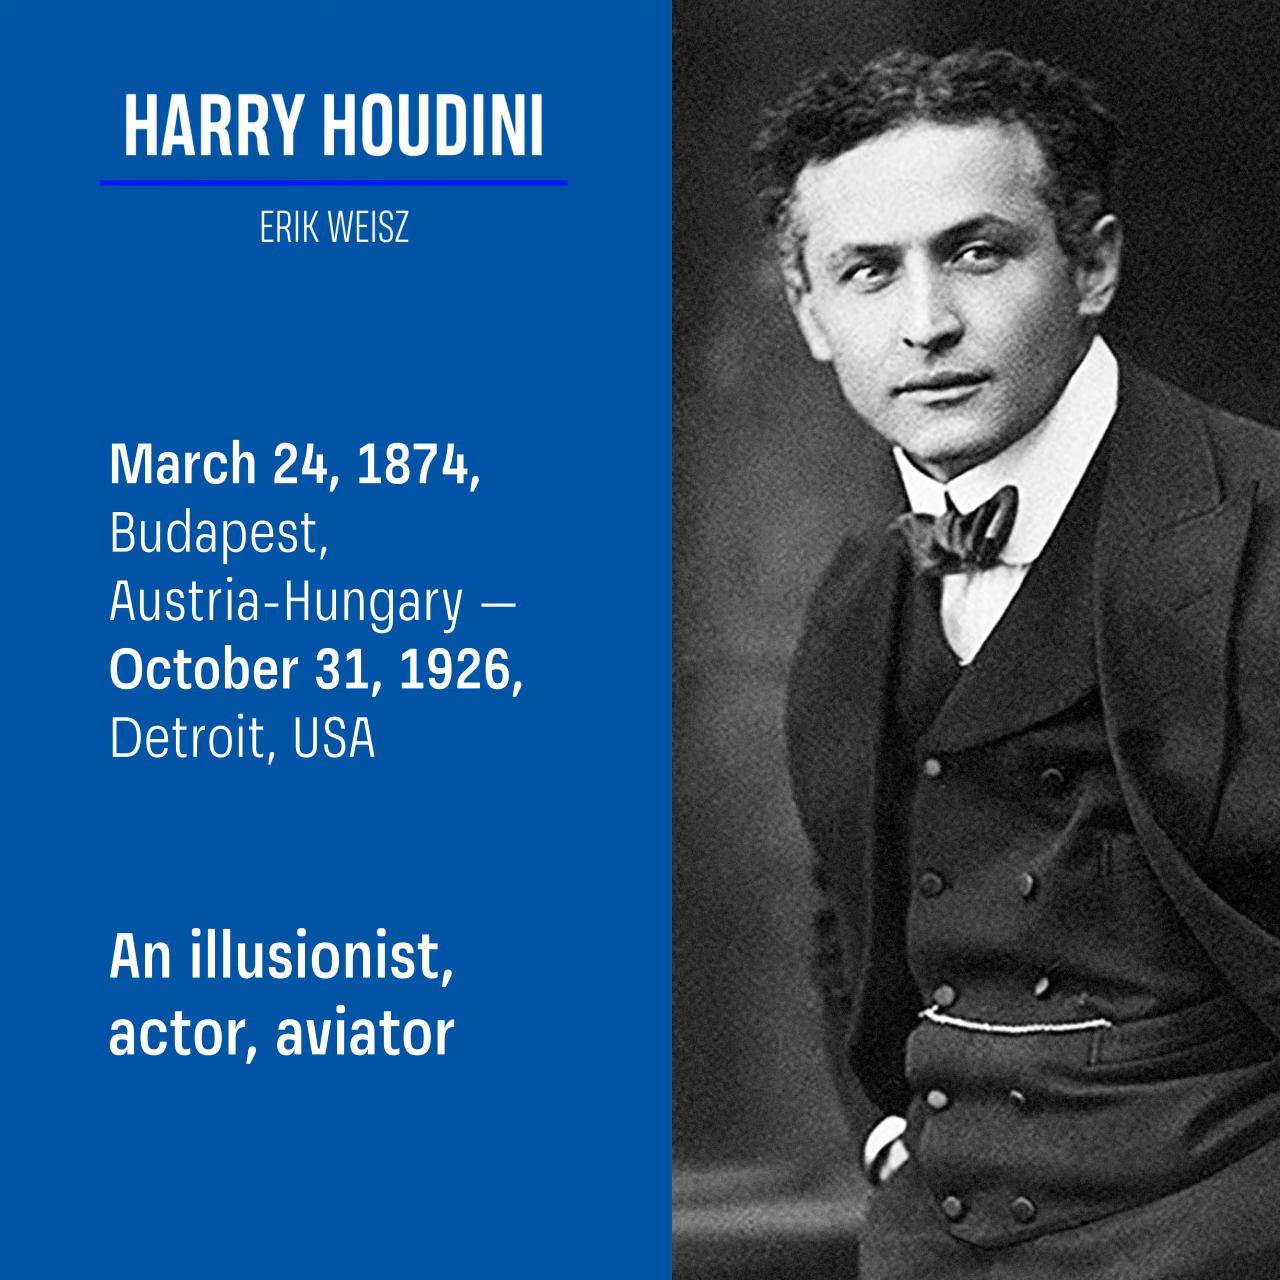 HARRY HOUDINI
ERIK WEISZ
March 24, 1874,
Budapest,
Austria-Hungary —
October 31, 1926,
Detroit, USA
An illusionist,
actor, aviator